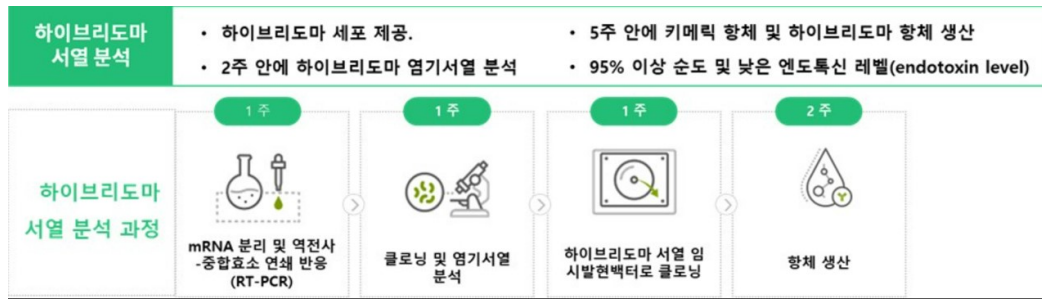 하이브리도마
서열 분석
• 하이브리도마 세포 제공.
• 2주 안에 하이브리도마 염기서열 분석
• 5주 안에 키메릭 항체 및 하이브리도마 항체 생산
• 95% 이상 순도 및 낮은 엔도톡신 레벨(endotoxin level)
하이브리도마
서열 분석 과정
1 주
mRNA 분리 및 역전사
-중합효소 연쇄 반응
(RT-PCR)
1 주
클로닝 및 염기서열
분석
1 주
하이브리도마 서열 임
시발현벡터로 클로닝
2 주
Y
항체 생산